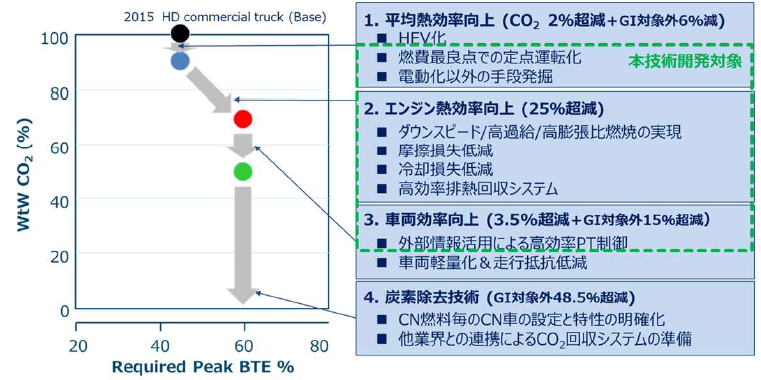 2015 HD commercial truck (Base)
100
80
60
40
20
0
WtW CO₂ (%)
20
40
60
80
Required Peak BTE %
1. 平均熱効率向上 (CO₂ 2%超減+GI対象外6%減)
■ HEV化
■ 燃費最良点での定点運転化
■ 電動化以外の手段発掘
本技術開発対象
2. エンジン熱効率向上 (25%超減)
■ ダウンスピード/高過給/高膨張比燃焼の実現
■ 摩擦損失低減
■ 冷却損失低減
■ 高効率排熱回収システム
3. 車両効率向上 (3.5%超減+GI対象外15%超減)
■ 外部情報活用による高効率PT制御
■ 車両軽量化&走行抵抗低減
4. 炭素除去技術 (GI対象外48.5%超減)
■ CN燃料毎のCN車の設定と特性の明確化
■ 他業界との連携によるCO₂回収システムの準備